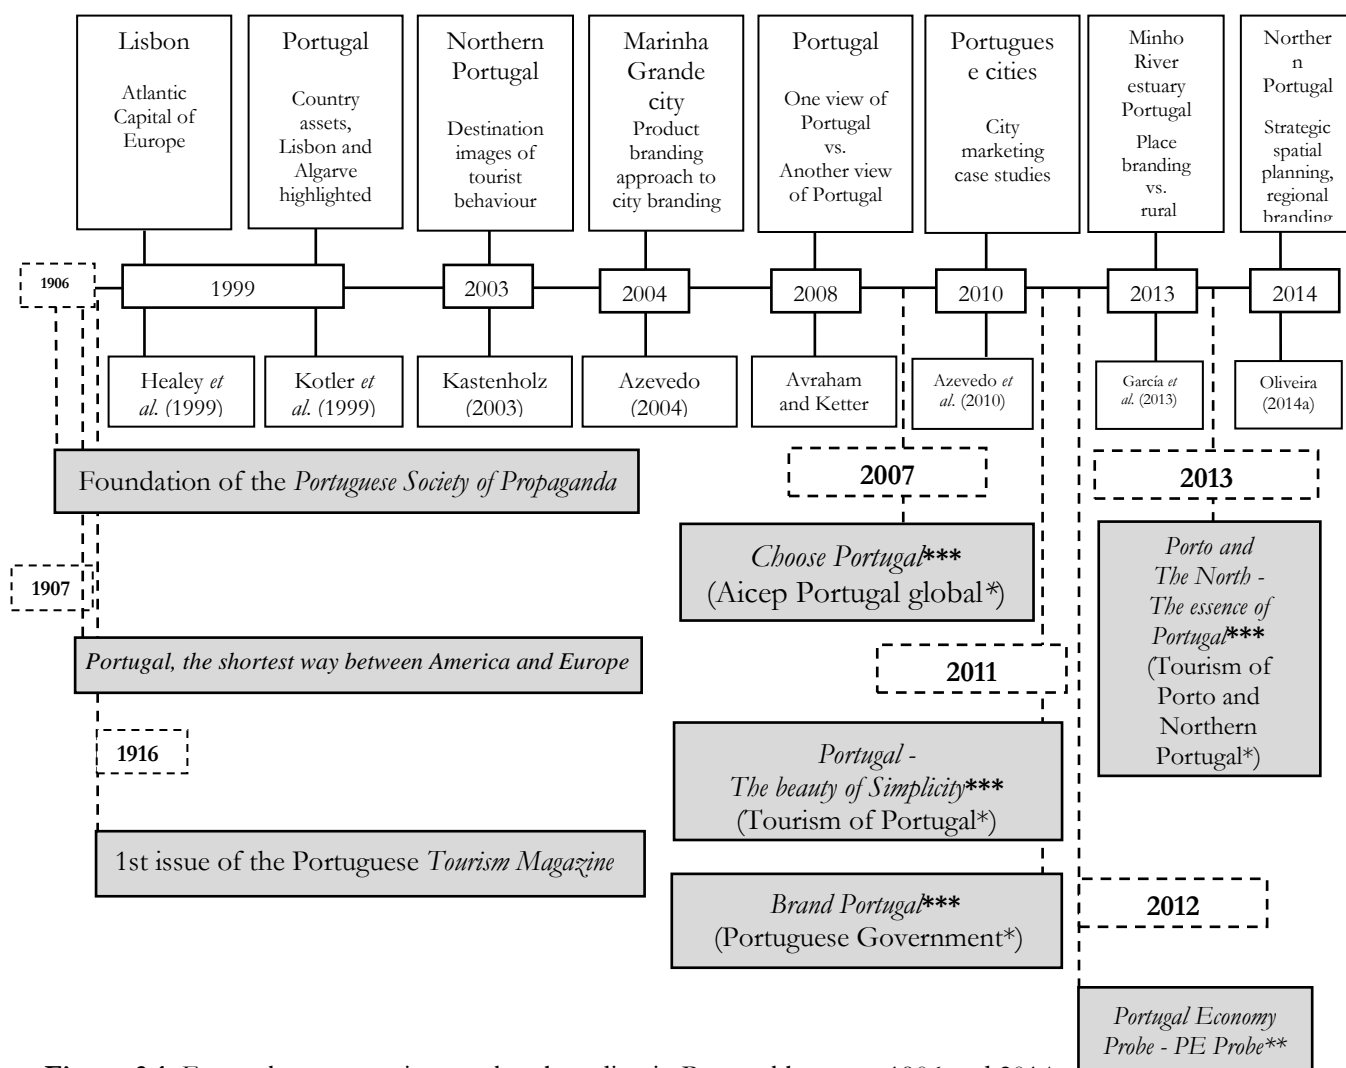 Lisbon
Atlantic
Capital of
Europe
Portugal
Country
assets,
Lisbon and
Algarve
highlighted
Northern
Portugal
Destination
images of
tourist
behaviour
Marinha
Grande
city
Product
branding
approach to
city branding
Portugal
One view of
Portugal
vs.
Another view
of Portugal
Portugues
e cities
City
marketing
case studies
Minho
River
estuary
Portugal
Place
branding
vs.
rural
Norther
n
Portugal
Strategic
spatial
planning,
regional
branding
1906
1999
2003
2004
2008
2010
2013
2014
Healey et
al. (1999)
Kotler et
al. (1999)
Kastenholz
(2003)
Azevedo
(2004)
Avraham
and Ketter
Azevedo et
al. (2010)
García et
al. (2013)
Oliveira
(2014a)
Foundation of the Portuguese Society of Propaganda
1907
Portugal, the shortest way between America and Europe
1916
1st issue of the Portuguese Tourism Magazine
2007
Choose Portugal***
(Aicep Portugal global*)
2011
Portugal -
The beauty of Simplicity***
(Tourism of Portugal*)
Brand Portugal***
(Portuguese Government*)
2013
Porto and
The North -
The essence of
Portugal***
(Tourism of
Porto and
Northern
Portugal*)
2012
Portugal Economy
Probe - PE Probe**